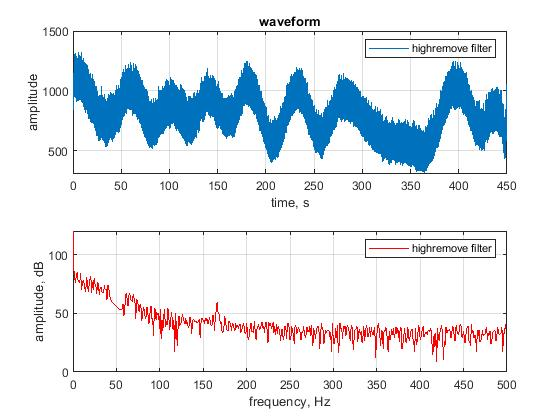 waveform
1500
1000
500
amplitude
highremove filter
0 50 100 150 200 250 300 350 400 450
time, s
100
50
0
amplitude, dB
highremove filter
0 50 100 150 200 250 300 350 400 450 500
frequency, Hz